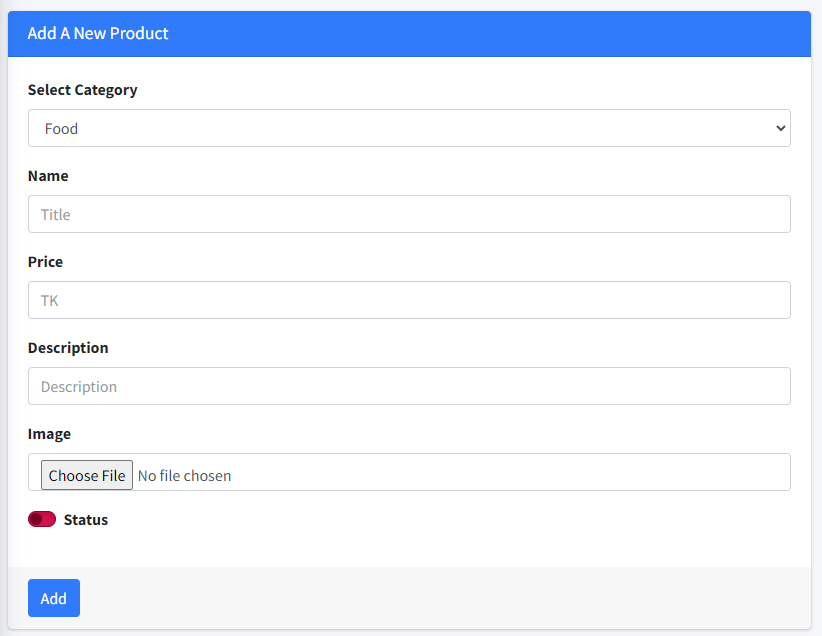 Add A New Product
Select Category
Food
Name
Title
Price
TK
Description
Description
Image
Choose File No file chosen
Status
Add